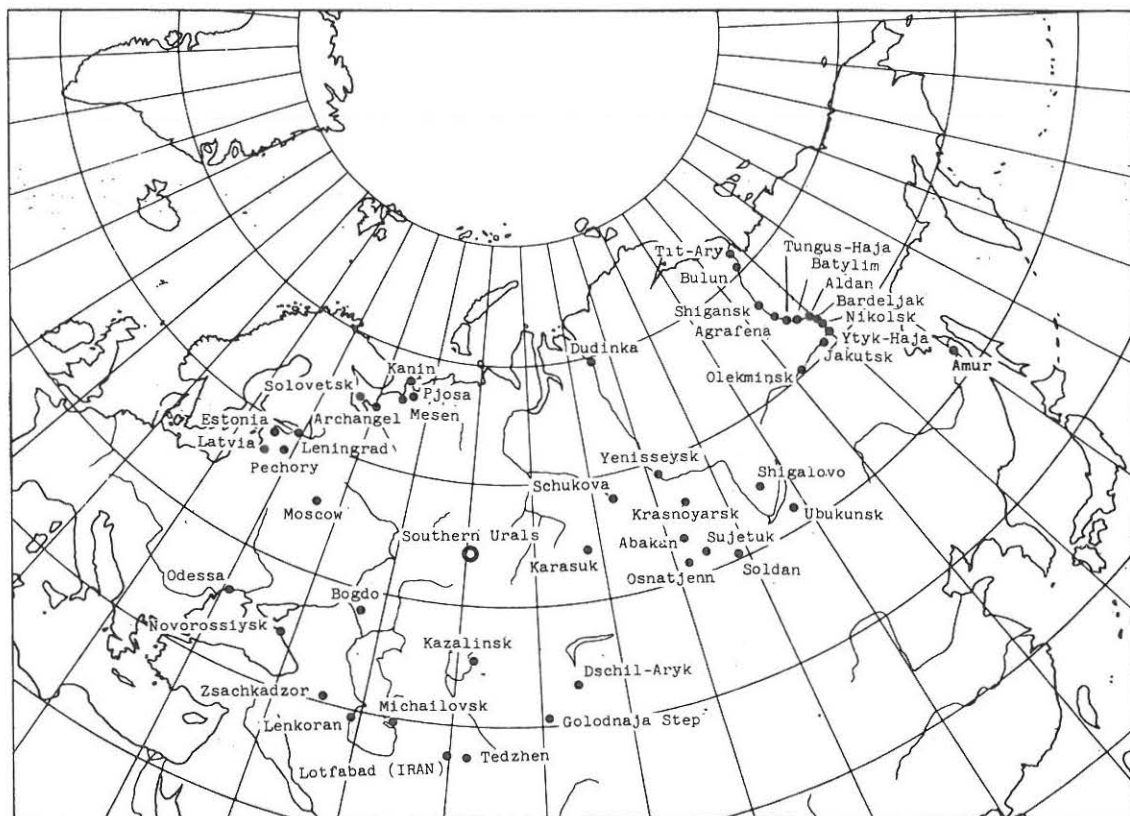 Tit-Ary
Tungus-Haja
Batylim
Bulun
Aldan
Bardeljak
Shigansk
Nikolsk
Agrafena
Ytyk-Haja
Jakutsk
Dudinka
Amur
Olekminsk
Kanin
Solovetsk
Pjosa
Mesen
Estonia
Archangel
Latvia
Leningrad
Pechory
Yenisseysk
Shigalovo
Schukova
Moscow
Krasnoyarsk
Ubukunsk
Southern Urals
Abakan
Sujetuk
Karasuk
Osnatjenn
Soldan
Odessa
Bogdo
Novorossiysk
Kazalinsk
Dschil-Aryk
Zsachkadzor
Michailovsk
Lenkoran
Golodnaja Step
Lotfabad (IRAN)
Tedzhen